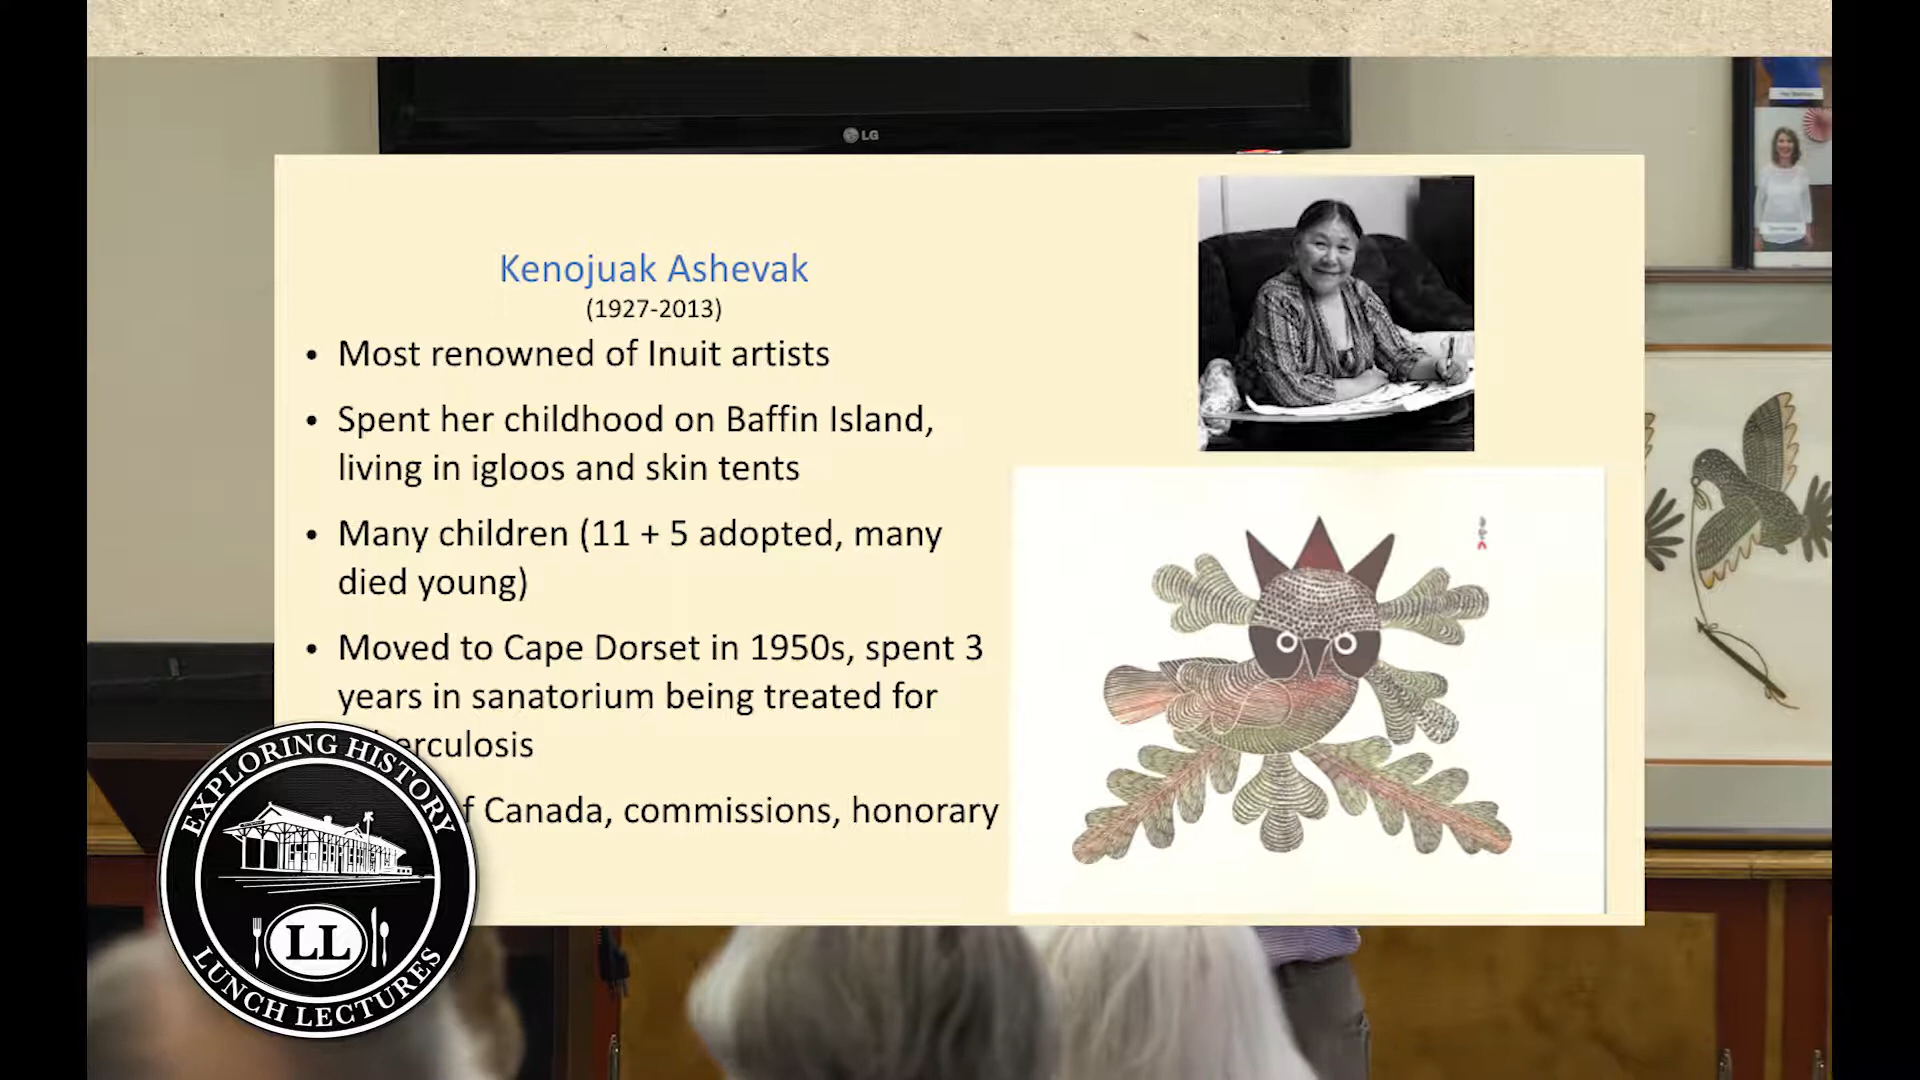 LG
Kenojuak Ashevak
(1927-2013)
• Most renowned of Inuit artists
• Spent her childhood on Baffin Island,
living in igloos and skin tents
• Many children (11 + 5 adopted, many
died young)
• Moved to Cape Dorset in 1950s, spent 3
years in sanatorium being treated for
erculosis
f Canada, commissions, honorary
EXPLORING HISTORY
LL
LUNCH LECTURES